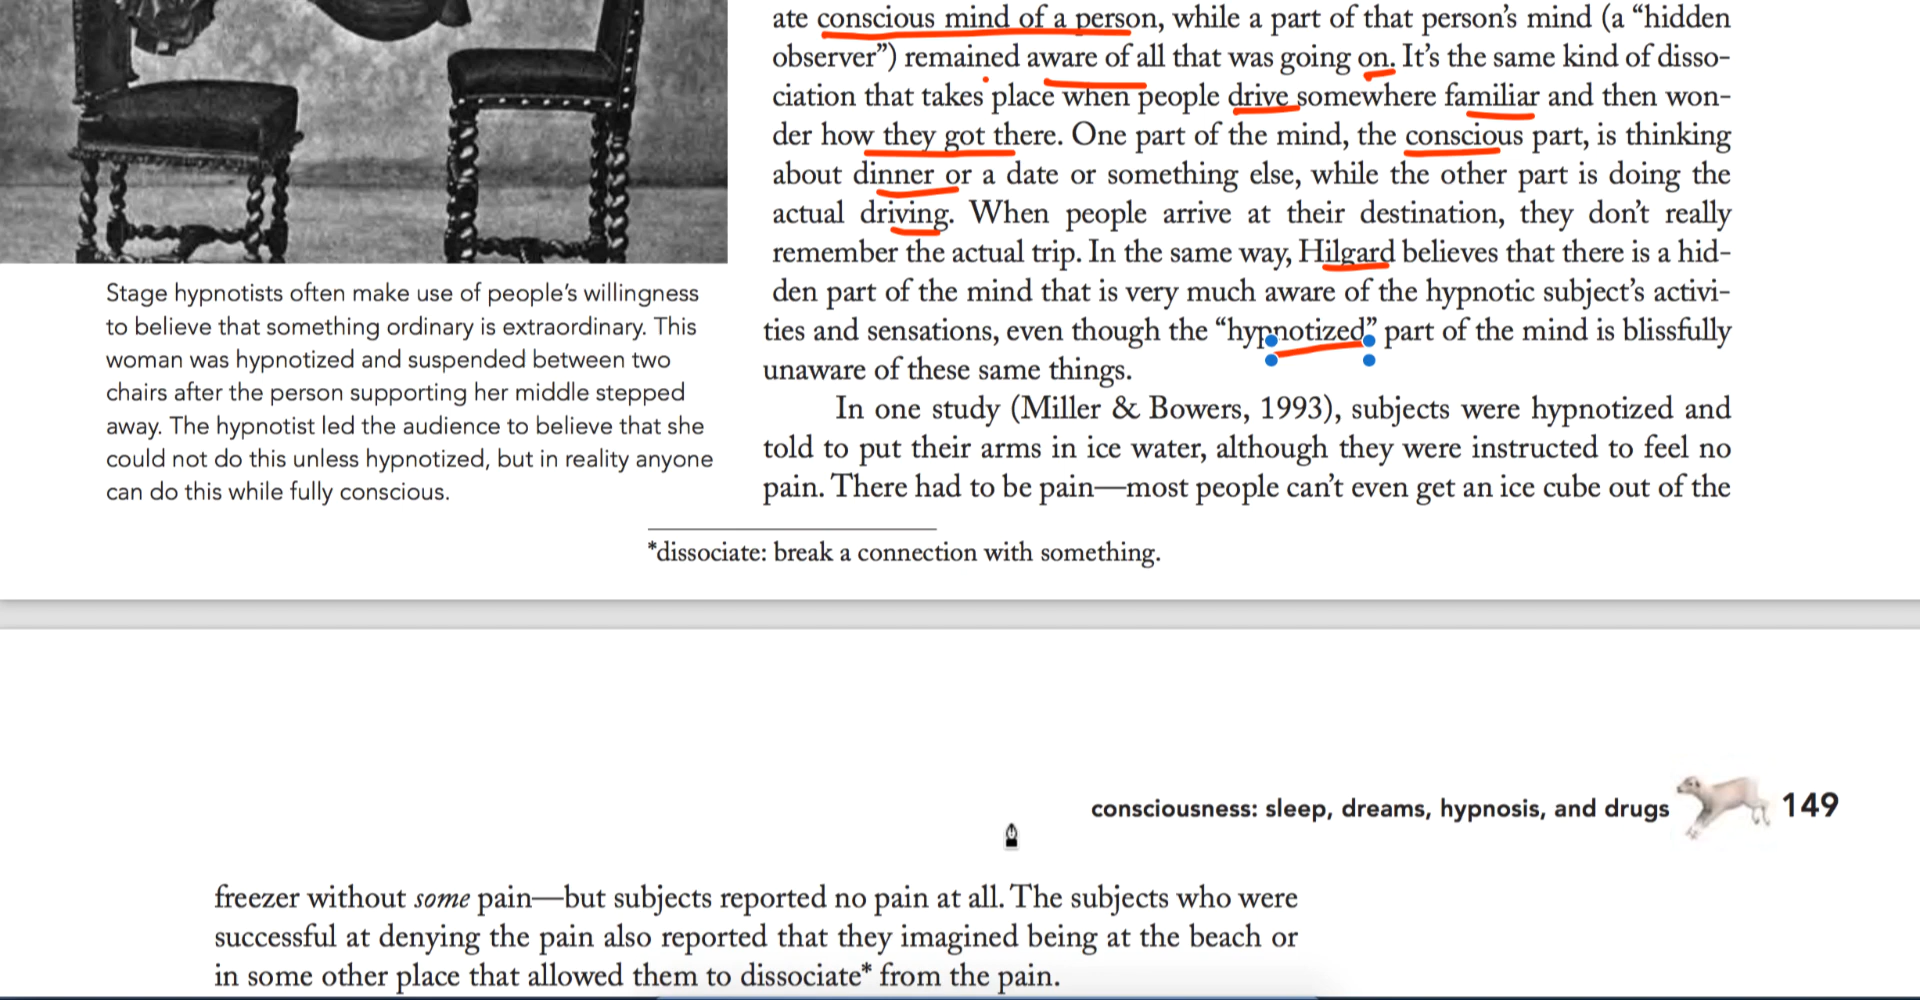 ate conscious mind of a person, while a part of that person’s mind (a “hidden
observer”) remained aware of all that was going on. It’s the same kind of disso-
ciation that takes place when people drive somewhere familiar and then won-
der how they got there. One part of the mind, the conscious part, is thinking
about dinner or a date or something else, while the other part is doing the
actual driving. When people arrive at their destination, they don’t really
remember the actual trip. In the same way, Hilgard believes that there is a hid-
den part of the mind that is very much aware of the hypnotic subject’s activi-
ties and sensations, even though the “hypnotized” part of the mind is blissfully
unaware of these same things.
In one study (Miller & Bowers, 1993), subjects were hypnotized and
told to put their arms in ice water, although they were instructed to feel no
pain. There had to be pain—most people can’t even get an ice cube out of the
Stage hypnotists often make use of people’s willingness
to believe that something ordinary is extraordinary. This
woman was hypnotized and suspended between two
chairs after the person supporting her middle stepped
away. The hypnotist led the audience to believe that she
could not do this unless hypnotized, but in reality anyone
can do this while fully conscious.
*dissociate: break a connection with something.
consciousness: sleep, dreams, hypnosis, and drugs 149
freezer without some pain—but subjects reported no pain at all. The subjects who were
successful at denying the pain also reported that they imagined being at the beach or
in some other place that allowed them to dissociate* from the pain.